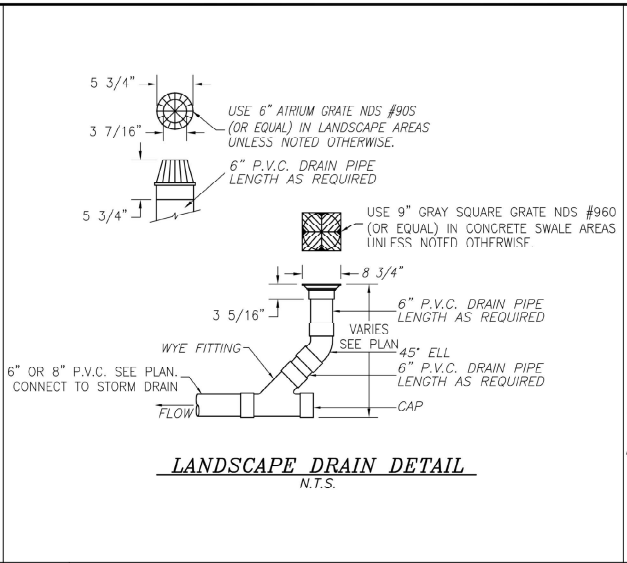 5 3/4"
USE 6" ATRIUM GRATE NDS #90S
(OR EQUAL) IN LANDSCAPE AREAS
UNLESS NOTED OTHERWISE.
3 7/16"
6" P.V.C. DRAIN PIPE
LENGTH AS REQUIRED
5 3/4"
USE 9" GRAY SQUARE GRATE NDS #960
(OR EQUAL) IN CONCRETE SWALE AREAS
UNLESS NOTED OTHERWISE.
8 3/4"
3 5/16"
6" P.V.C. DRAIN PIPE
LENGTH AS REQUIRED
VARIES
SEE PLAN
WYE FITTING
45° ELL
6" P.V.C. DRAIN PIPE
LENGTH AS REQUIRED
6" OR 8" P.V.C. SEE PLAN.
CONNECT TO STORM DRAIN
CAP
FLOW
LANDSCAPE DRAIN DETAIL
N.T.S.